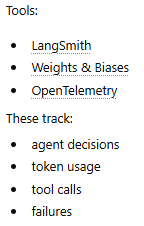 Tools:
• LangSmith
• Weights & Biases
• OpenTelemetry
These track:
• agent decisions
• token usage
• tool calls
• failures